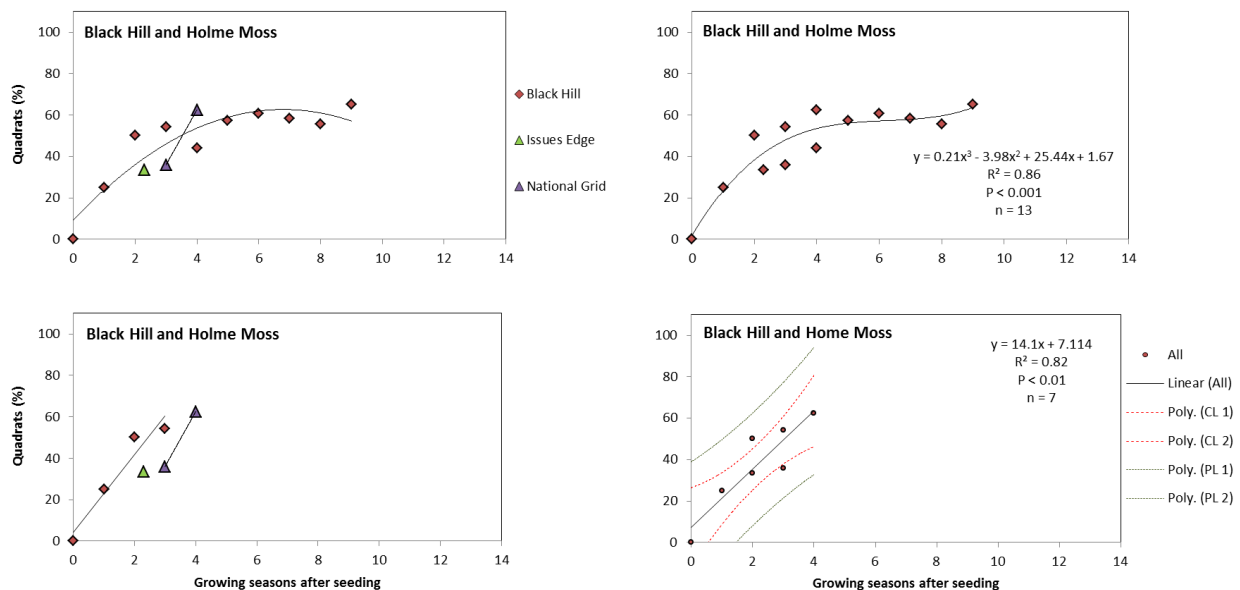 Black Hill and Holme Moss
Quadrats (%)
100
80
60
40
20
0
0 2 4 6 8 10 12 14
Black Hill
Issues Edge
National Grid
Black Hill and Holme Moss
100
80
60
40
20
0
0 2 4 6 8 10 12 14
y = 0.21x³ - 3.98x² + 25.44x + 1.67
R² = 0.86
P < 0.001
n = 13
Black Hill and Holme Moss
Quadrats (%)
100
80
60
40
20
0
0 2 4 6 8 10 12 14
Growing seasons after seeding
Black Hill and Home Moss
100
80
60
40
20
0
0 2 4 6 8 10 12 14
Growing seasons after seeding
y = 14.1x + 7.114
R² = 0.82
P < 0.01
n = 7
All
Linear (All)
Poly. (CL 1)
Poly. (CL 2)
Poly. (PL 1)
Poly. (PL 2)